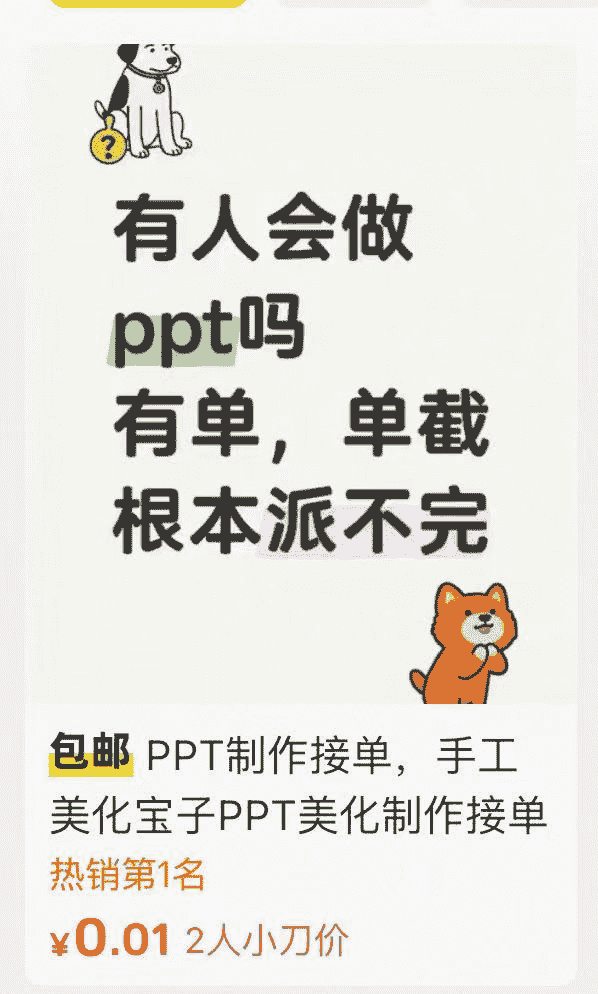 ?
有人会做
ppt吗
有单，单截
根本派不完
包邮 PPT制作接单，手工
美化宝子PPT美化制作接单
热销第1名
¥0.01 2人小刀价